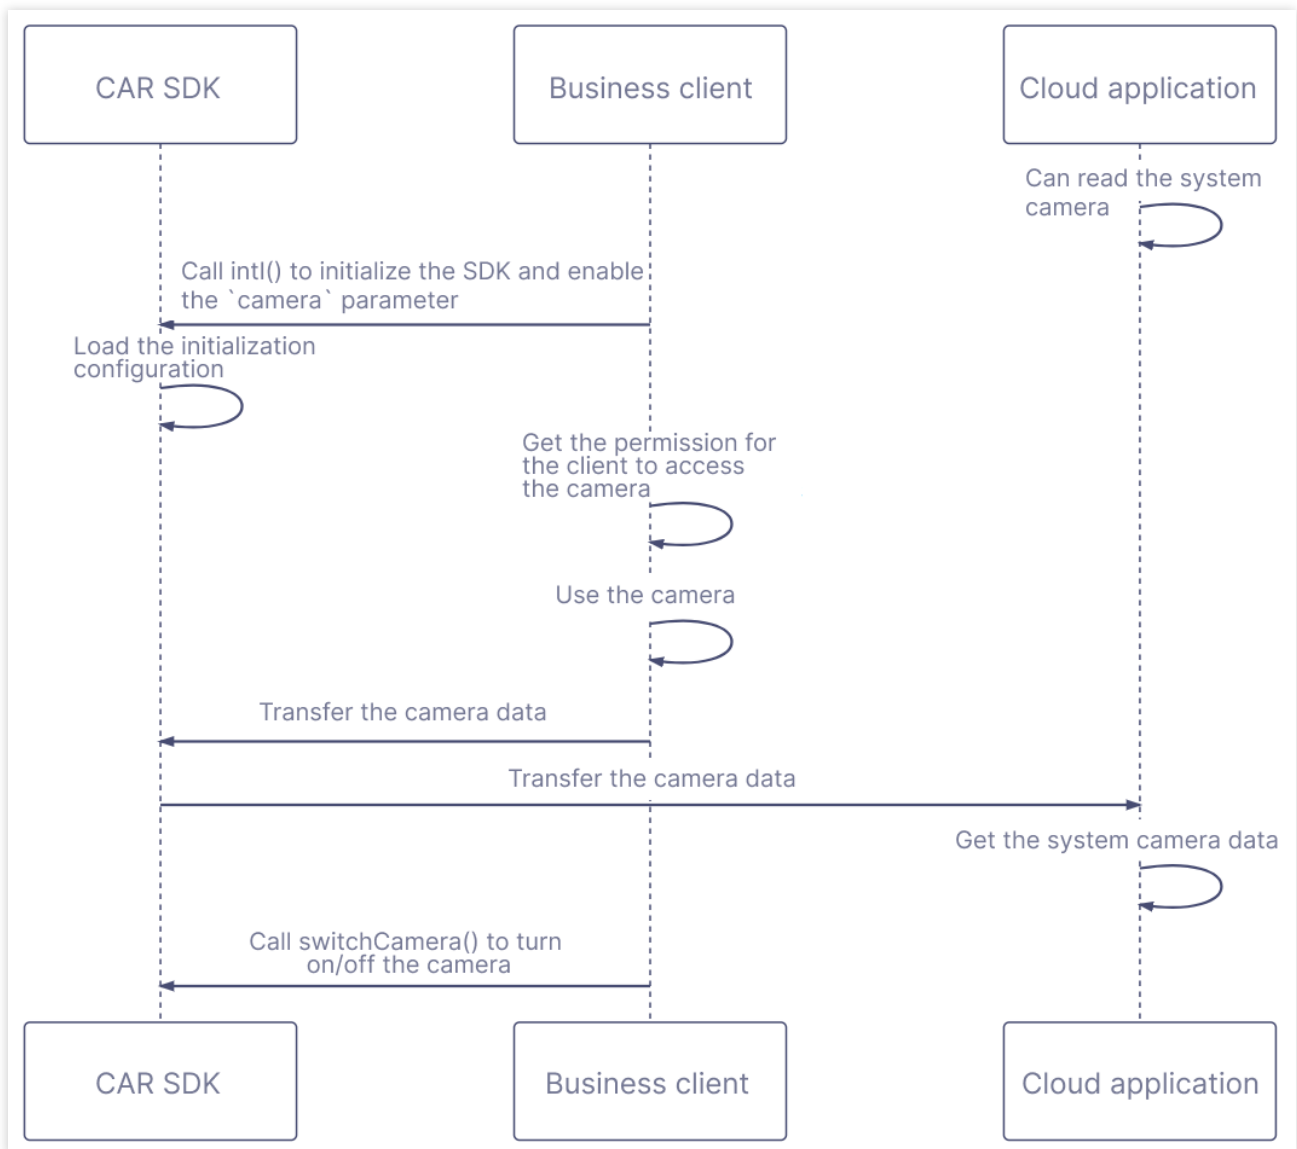 CAR SDK
Business client
Cloud application
Can read the system
camera
Call intl() to initialize the SDK and enable
the `camera` parameter
Load the initialization
configuration
Get the permission for
the client to access
the camera
Use the camera
Transfer the camera data
Transfer the camera data
Get the system camera data
Call switchCamera() to turn
on/off the camera
CAR SDK
Business client
Cloud application